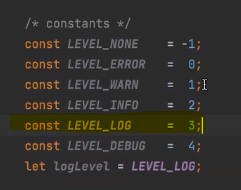 /* constants */
const LEVEL_NONE = -1;
const LEVEL_ERROR = 0;
const LEVEL_WARN = 1;
const LEVEL_INFO = 2;
const LEVEL_LOG = 3;
const LEVEL_DEBUG = 4;
let logLevel = LEVEL_LOG;